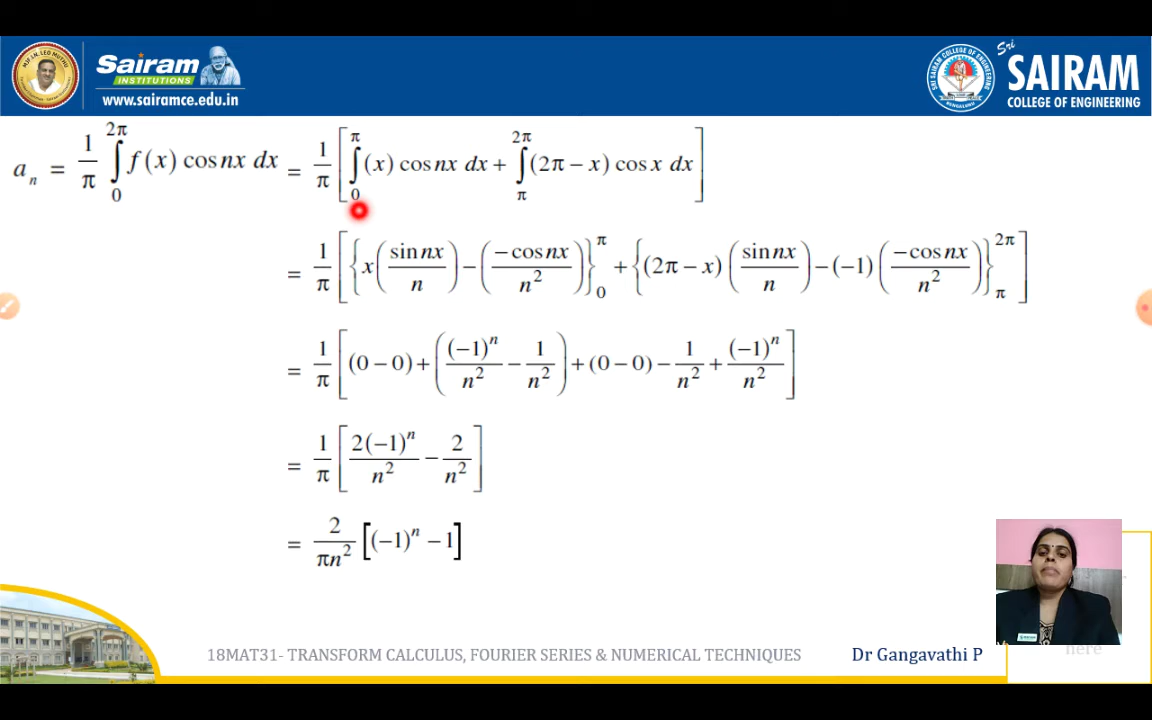 Sairam
INSTITUTIONS
www.sairamce.edu.in
Sri
SAIRAM
COLLEGE OF ENGINEERING
a_n = 1/π ∫_0^{2π} f(x) cos nx dx = 1/π [ ∫_0^π (x) cos nx dx + ∫_π^{2π} (2π − x) cos x dx ]
= 1/π [ { x (sin nx / n) − (−cos nx / n²) }_0^π + { (2π − x) (sin nx / n) − (−1) (−cos nx / n²) }_π^{2π} ]
= 1/π [ (0 − 0) + ( (−1)^n / n² − 1/n² ) + (0 − 0) − 1/n² + (−1)^n / n² ]
= 1/π [ 2(−1)^n / n² − 2/n² ]
= 2/πn² [(−1)^n − 1]
18MAT31- TRANSFORM CALCULUS, FOURIER SERIES & NUMERICAL TECHNIQUES
Dr Gangavathi P
here